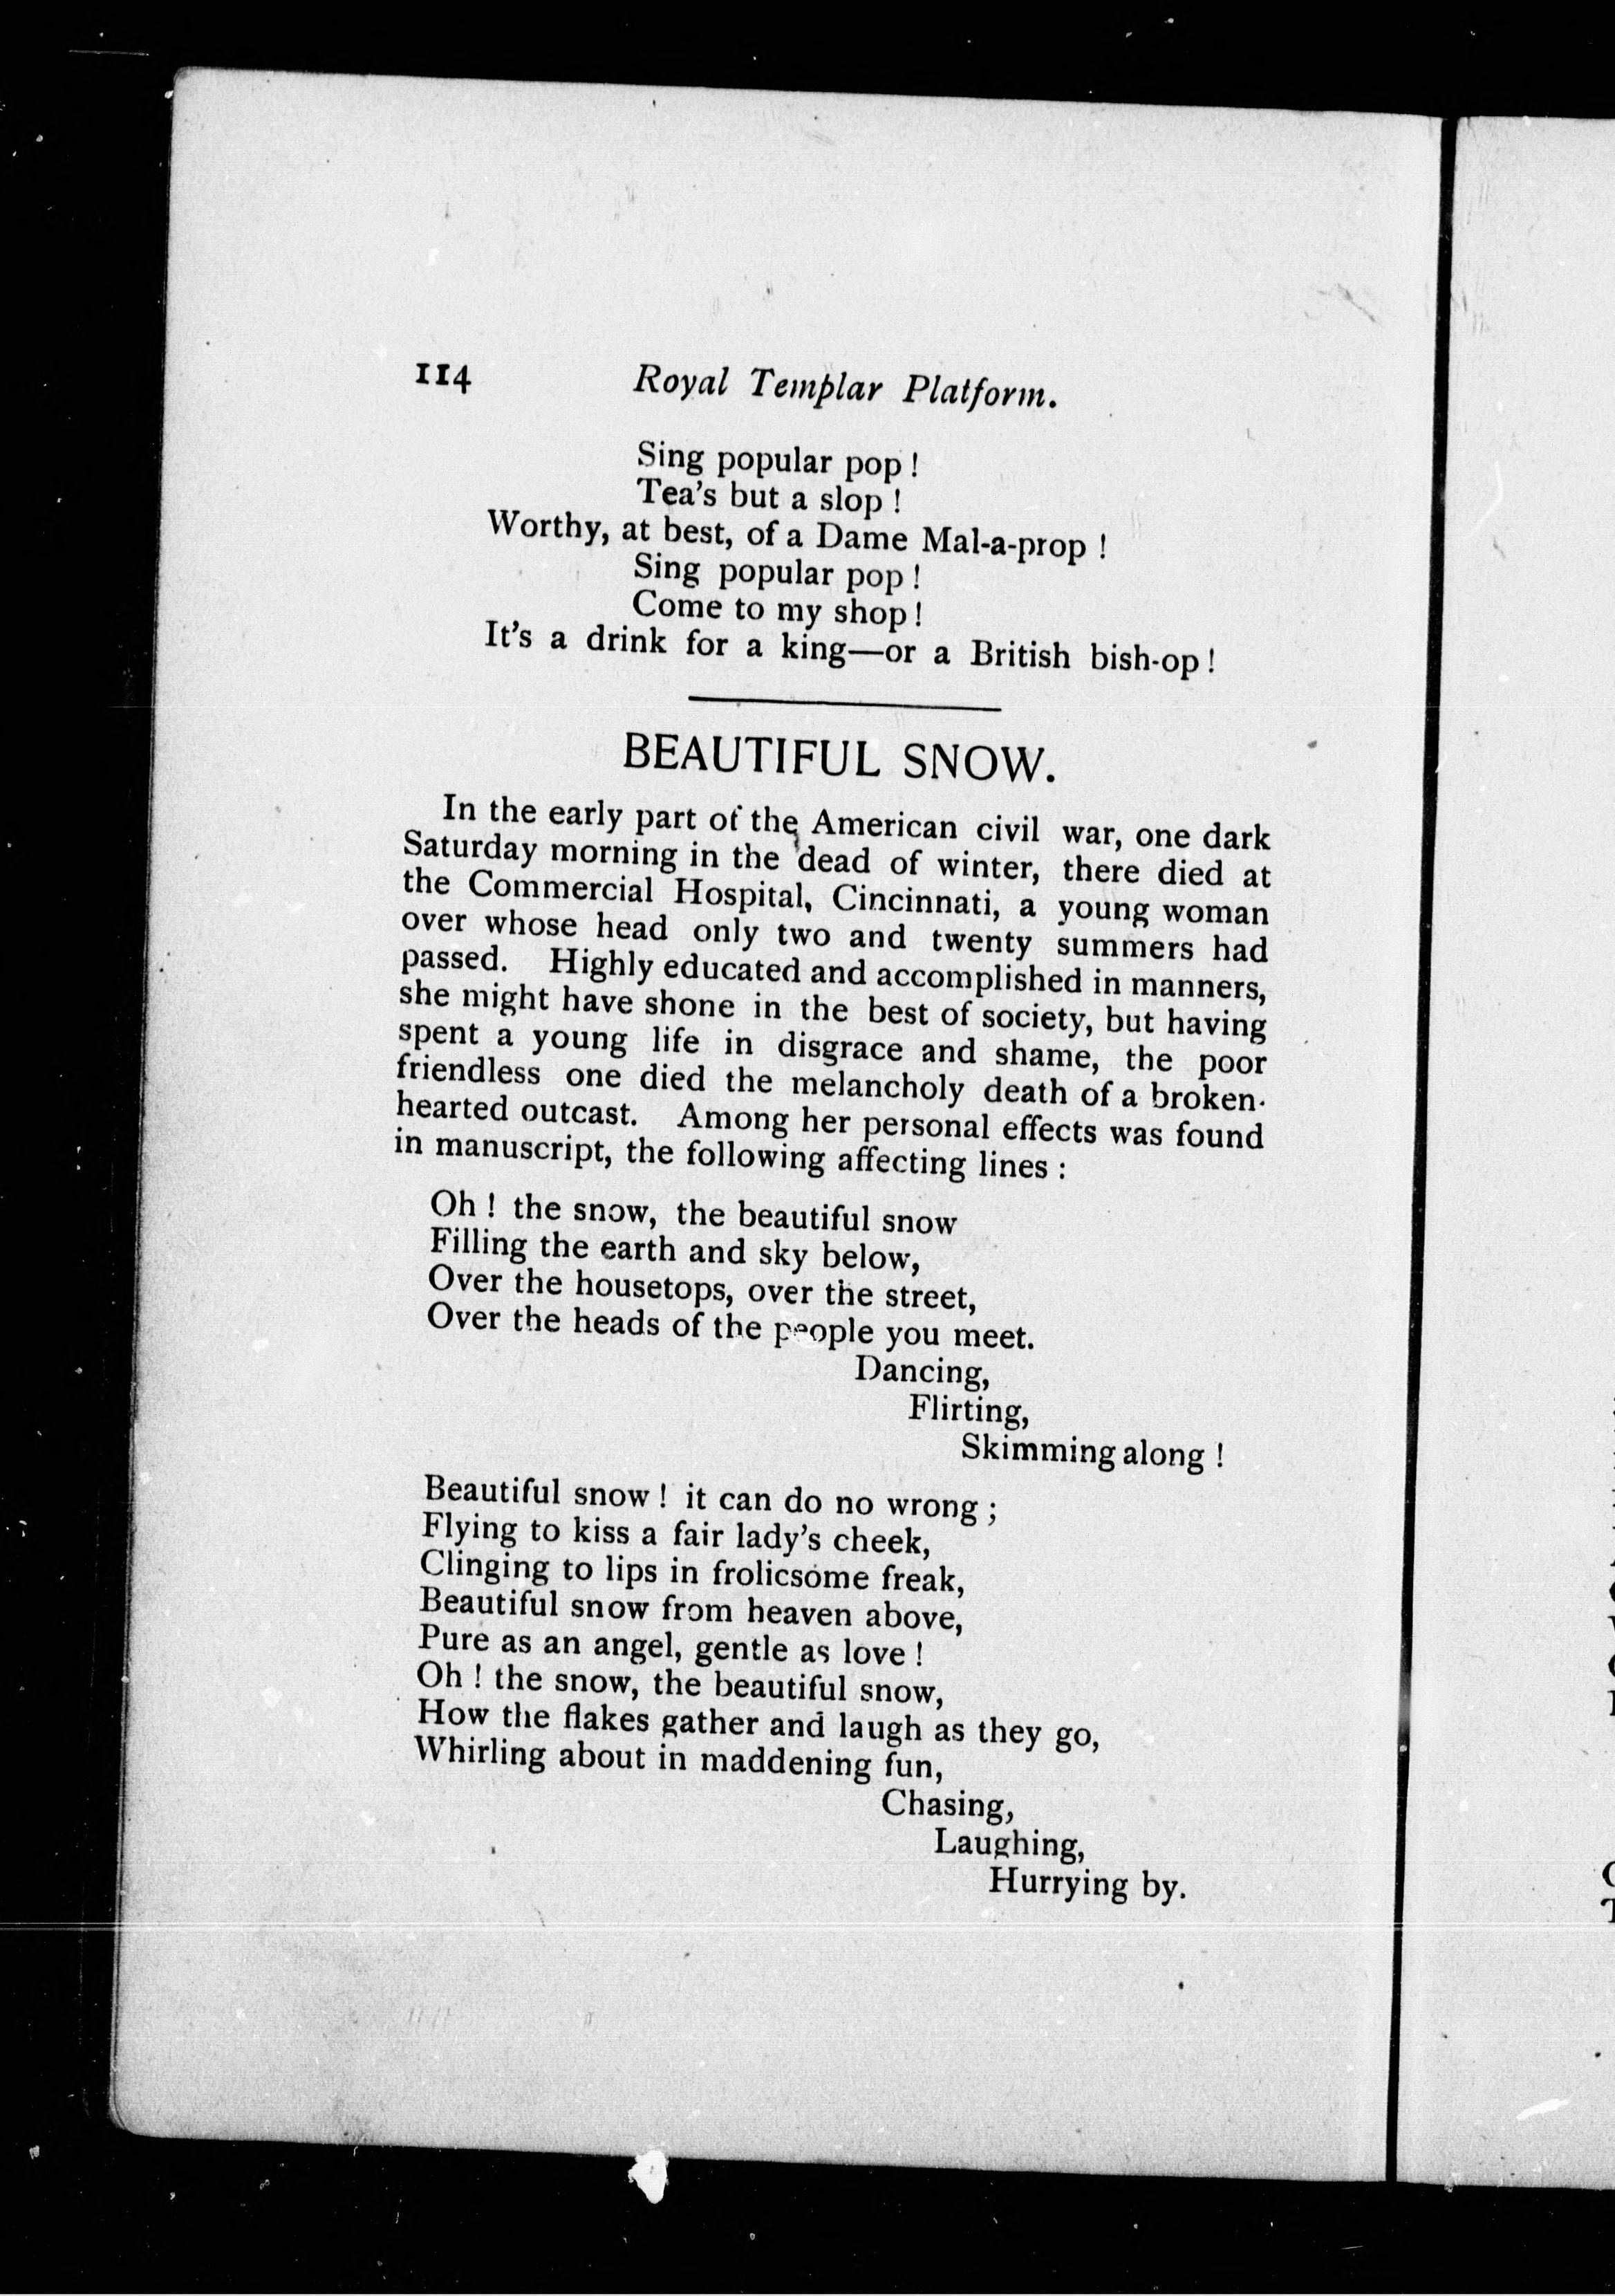 114 Royal Templar Platform.
Sing popular pop !
Tea's but a slop !
Worthy, at best, of a Dame Mal-a-prop !
Sing popular pop !
Come to my shop !
It's a drink for a king—or a British bish-op !
BEAUTIFUL SNOW.
In the early part of the American civil war, one dark
Saturday morning in the dead of winter, there died at
the Commercial Hospital, Cincinnati, a young woman
over whose head only two and twenty summers had
passed. Highly educated and accomplished in manners,
she might have shone in the best of society, but having
spent a young life in disgrace and shame, the poor
friendless one died the melancholy death of a broken-
hearted outcast. Among her personal effects was found
in manuscript, the following affecting lines :
Oh ! the snow, the beautiful snow
Filling the earth and sky below,
Over the housetops, over the street,
Over the heads of the people you meet.
Dancing,
Flirting,
Skimming along !
Beautiful snow ! it can do no wrong ;
Flying to kiss a fair lady's cheek,
Clinging to lips in frolicsome freak,
Beautiful snow from heaven above,
Pure as an angel, gentle as love !
Oh ! the snow, the beautiful snow,
How the flakes gather and laugh as they go,
Whirling about in maddening fun,
Chasing,
Laughing,
Hurrying by.